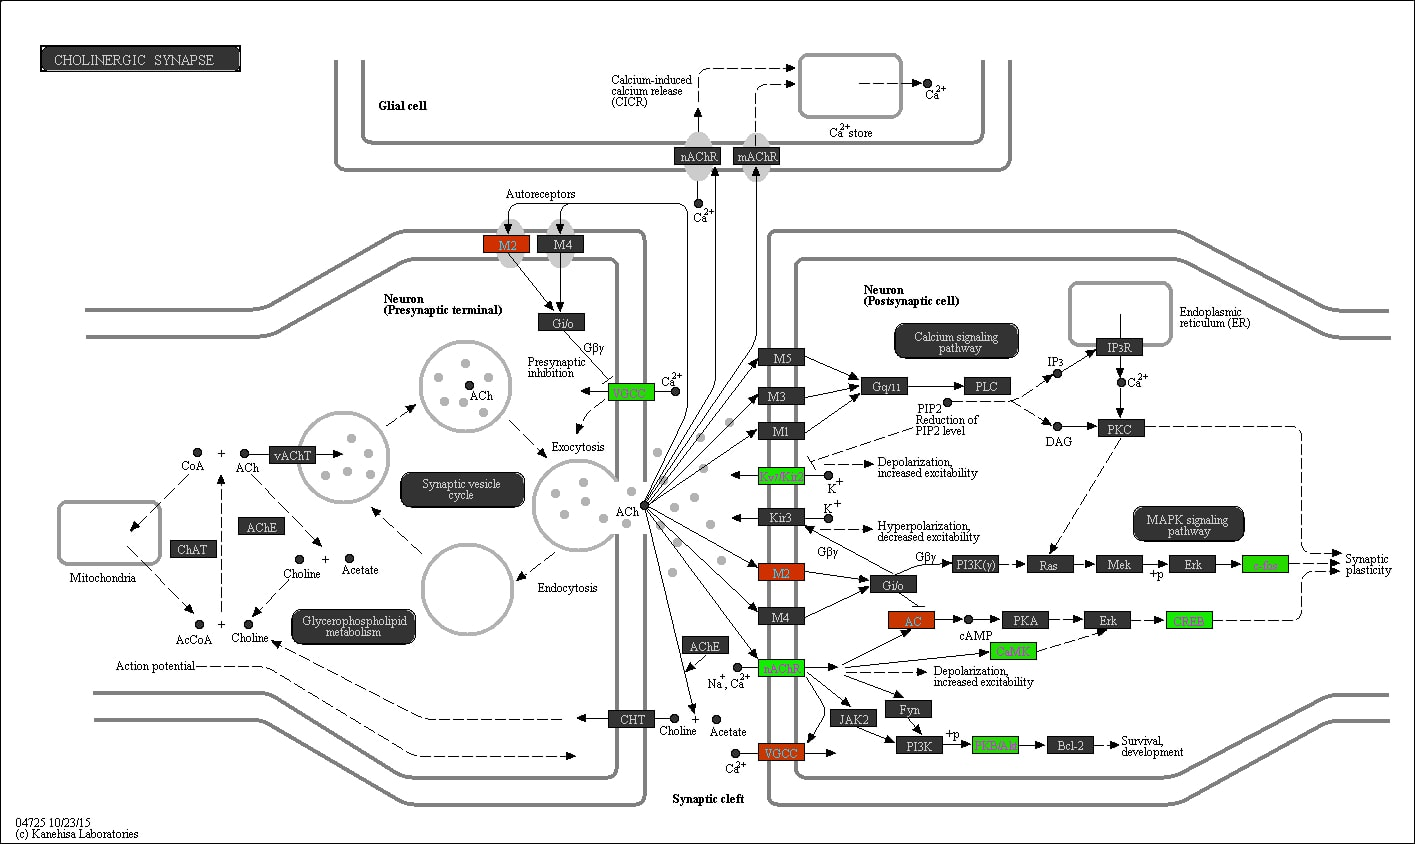 CHOLINERGIC SYNAPSE
Glial cell
Calcium-induced
calcium release
(CICR)
Ca2+
Ca2+ store
nAChR
mAChR
Ca2+
Autoreceptors
M2
M4
Neuron
(Presynaptic terminal)
Gi/o
Gβγ
Presynaptic
inhibition
VGCC
Ca2+
Exocytosis
ACh
CoA
+
ACh
vAChT
Synaptic vesicle
cycle
ACh
AChE
ChAT
Mitochondria
Choline
+
Acetate
Endocytosis
AcCoA
+
Choline
Glycerophospholipid
metabolism
Action potential
CHT
Choline
+
Acetate
AChE
Synaptic cleft
Neuron
(Postsynaptic cell)
Calcium signaling
pathway
Endoplasmic
reticulum (ER)
IP3R
IP3
Ca2+
M5
M3
M1
Gq/11
PLC
PIP2
Reduction of
PIP2 level
DAG
PKC
Kv7/Kir2
K+
Depolarization,
increased excitability
Kir3
K+
Hyperpolarization,
decreased excitability
MAPK signaling
pathway
Gβγ
Gβγ
M2
Gi/o
PI3K(γ)
Ras
Mek
+p
Erk
c-fos
Synaptic
plasticity
M4
AC
cAMP
PKA
Erk
CREB
CaMK
nAChR
Na+, Ca2+
Depolarization,
increased excitability
JAK2
Fyn
PI3K
+p
PKB/Akt
Bcl-2
Survival,
development
VGCC
Ca2+
04725 10/23/15
(c) Kanehisa Laboratories